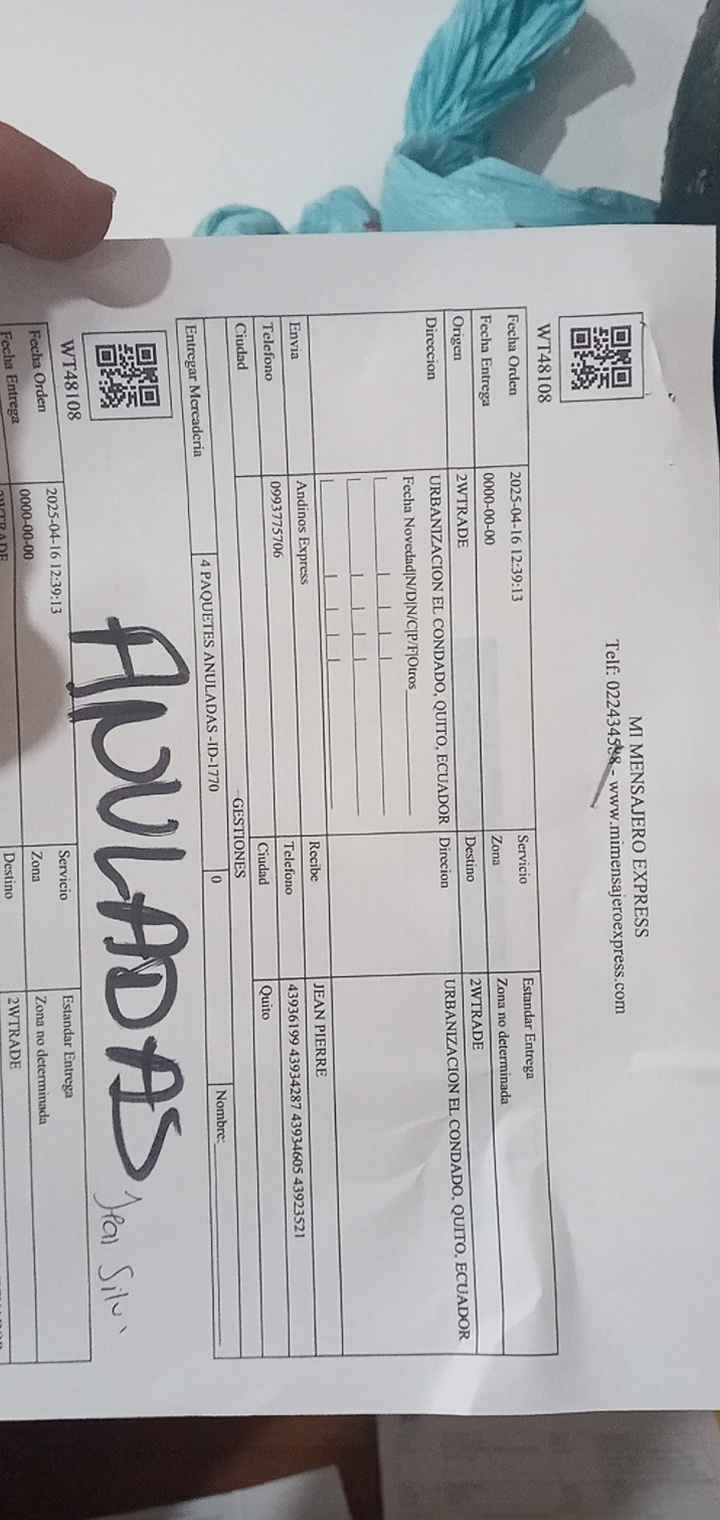 MI MENSAJERO EXPRESS
Telf: 022434588 - www.mimensajeroexpress.com
WT48108
Fecha Orden 2025-04-16 12:39:13 Servicio Estandar Entrega
Fecha Entrega 0000-00-00 Zona Zona no determinada
Origen 2WTRADE Destino 2WTRADE
Direccion URBANIZACION EL CONDADO, QUITO, ECUADOR Direcion URBANIZACION EL CONDADO, QUITO, ECUADOR
Fecha Novedad|N/D|N/C|P/F|Otros
Envia Andinos Express Recibe JEAN PIERRE
Telefono 0993775706 Telefono 43936199 43934287 43934605 43923521
Ciudad Ciudad Quito
-GESTIONES
Entregar Mercaderia 4 PAQUETES ANULADAS -ID-1770 0 Nombre:
ANULADAS
WT48108
Fecha Orden 2025-04-16 12:39:13 Servicio Estandar Entrega
Fecha Entrega 0000-00-00 Zona Zona no determinada
2WTRADE Destino 2WTRADE